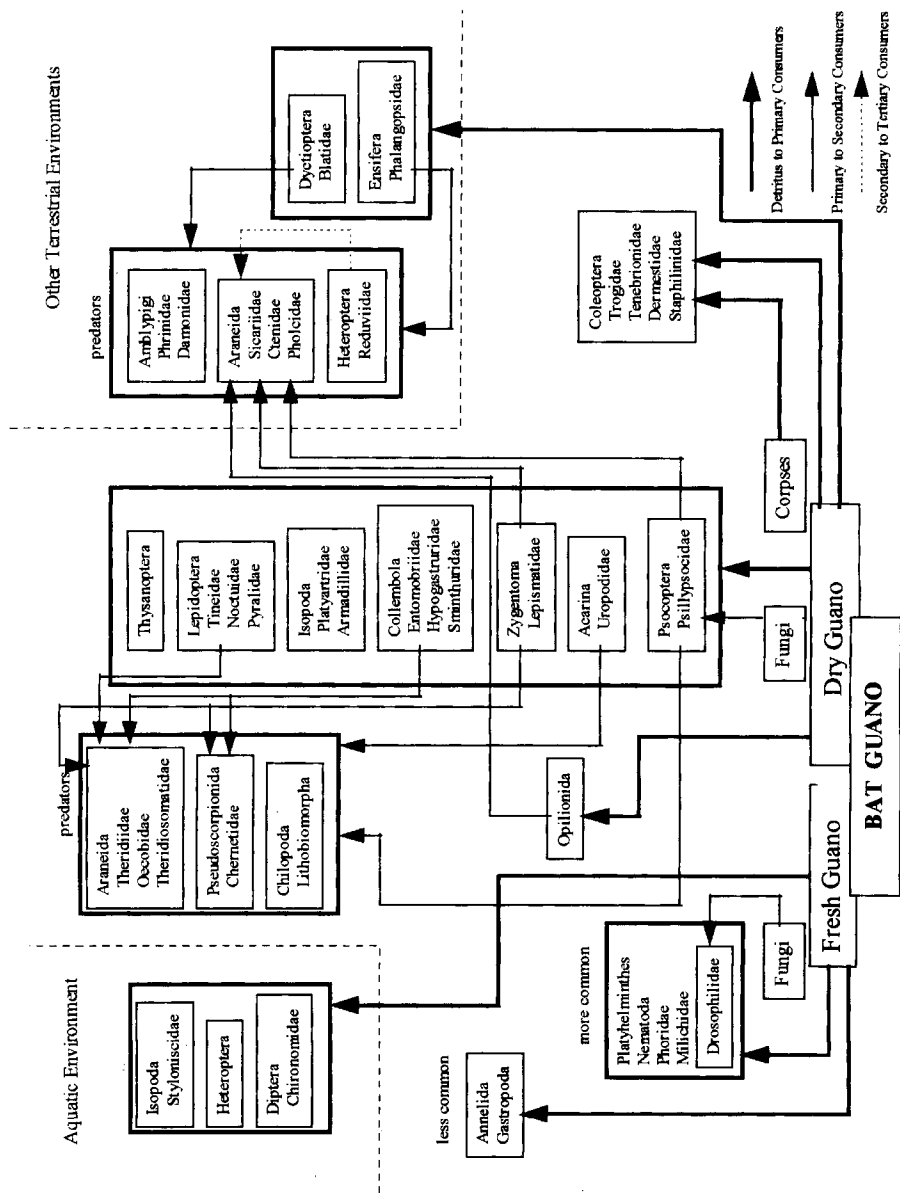 Aquatic Environment
Isopoda
Styloniscidae
Heteroptera
Diptera
Chironomidae
predators
Araneida
Theridiidae
Oecobidae
Theridiosomatidae
Pseudoscorpionida
Chernetidae
Chilopoda
Lithobiomorpha
Thysanoptera
Lepidoptera
Tineidae
Noctuidae
Pyralidae
Isopoda
Platyartridae
Armadillidae
Collembola
Entomobriidae
Hypogastruridae
Sminthuridae
Zygentoma
Lepismatidae
Acarina
Uropodidae
Psocoptera
Psillypsocidae
Other Terrestrial Environments
predators
Amblypigi
Phrinidae
Damonidae
Araneida
Sicariidae
Ctenidae
Pholcidae
Heteroptera
Reduviidae
Dyctioptera
Blatidae
Ensifera
Phalangopsidae
less common
Annelida
Gastropoda
more common
Platyhelminthes
Nematoda
Phoridae
Milichidae
Drosophilidae
Fungi
Opilionida
Fungi
Corpses
Coleoptera
Trogidae
Tenebrionidae
Dermestidae
Staphilinidae
Fresh Guano
Dry Guano
BAT GUANO
Detritus to Primary Consumers
Primary to Secondary Consumers
Secondary to Tertiary Consumers